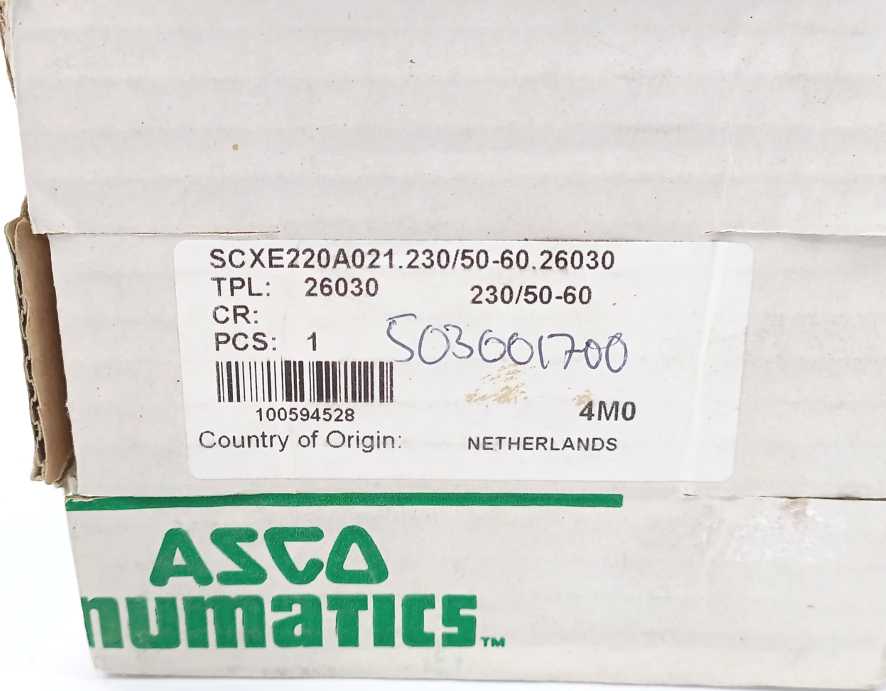 SCXE220A021.230/50-60.26030
TPL: 26030 230/50-60
CR:
PCS: 1 503001700
100594528
4M0
Country of Origin: NETHERLANDS
ASCO
numatics™